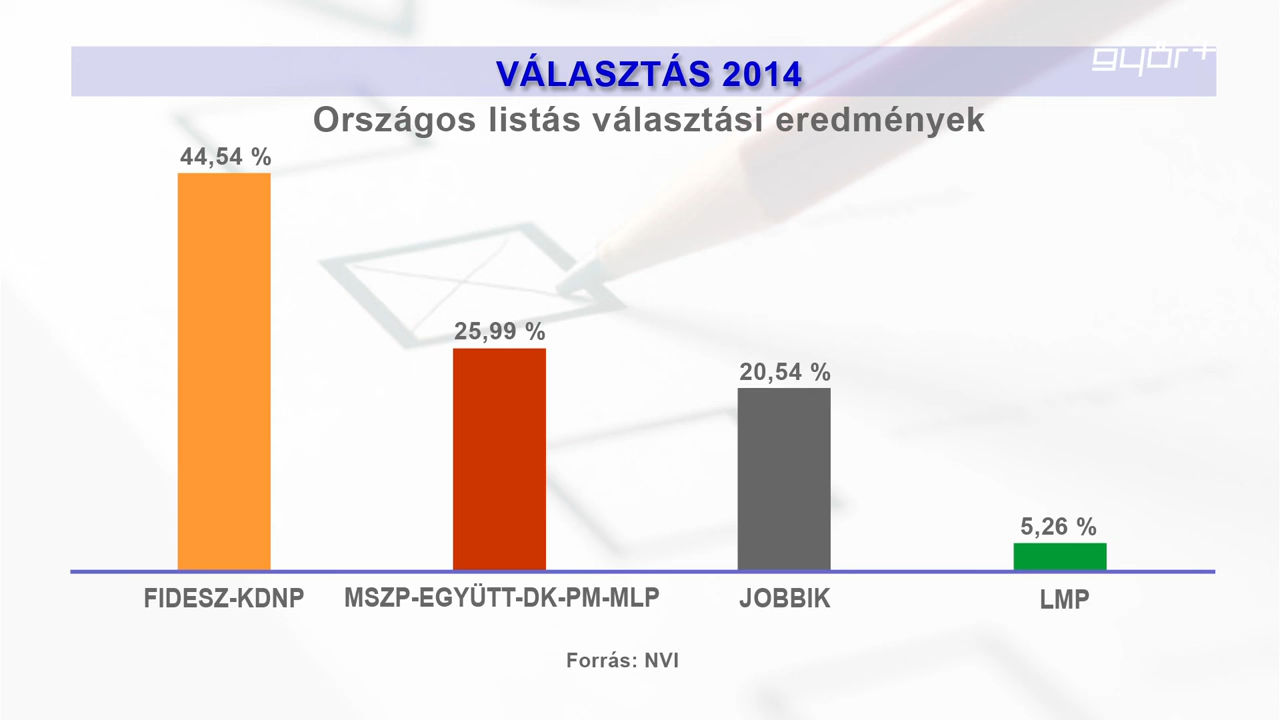 győr+
VÁLASZTÁS 2014
Országos listás választási eredmények
44,54 %
25,99 %
20,54 %
5,26 %
FIDESZ-KDNP
MSZP-EGYÜTT-DK-PM-MLP
JOBBIK
LMP
Forrás: NVI